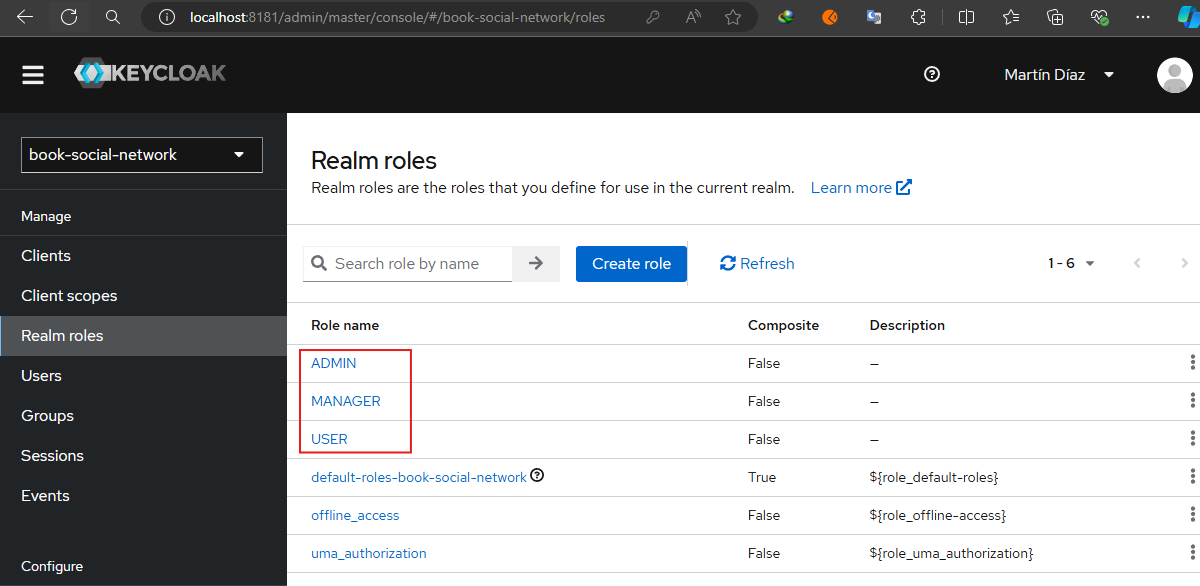 localhost:8181/admin/master/console/#/book-social-network/roles
KEYCLOAK
Martín Díaz
book-social-network
Manage
Clients
Client scopes
Realm roles
Users
Groups
Sessions
Events
Configure
Realm roles
Realm roles are the roles that you define for use in the current realm. Learn more
Search role by name
Create role
Refresh
1 - 6
Role name Composite Description
ADMIN False –
MANAGER False –
USER False –
default-roles-book-social-network True ${role_default-roles}
offline_access False ${role_offline-access}
uma_authorization False ${role_uma_authorization}